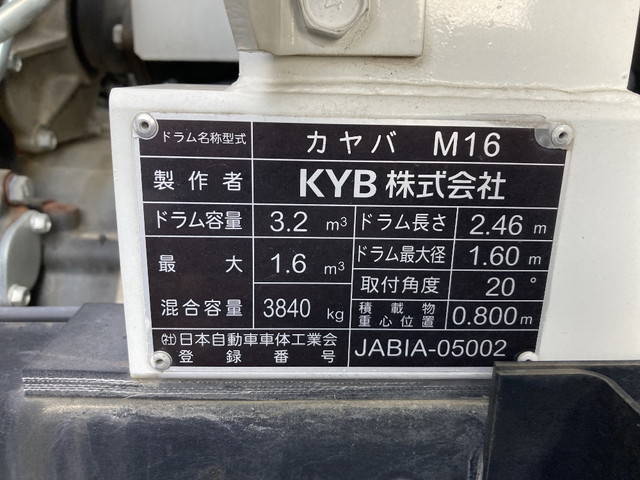 ドラム名称型式 カヤバ M16
製作者 KYB 株式会社
ドラム容量 3.2 m³ ドラム長さ 2.46 m
最大 1.6 m³ ドラム最大径 1.60 m
取付角度 20°
混合容量 3840 kg 積載物
重心位置 0.800m
㈳日本自動車車体工業会
登録番号 JABIA-05002